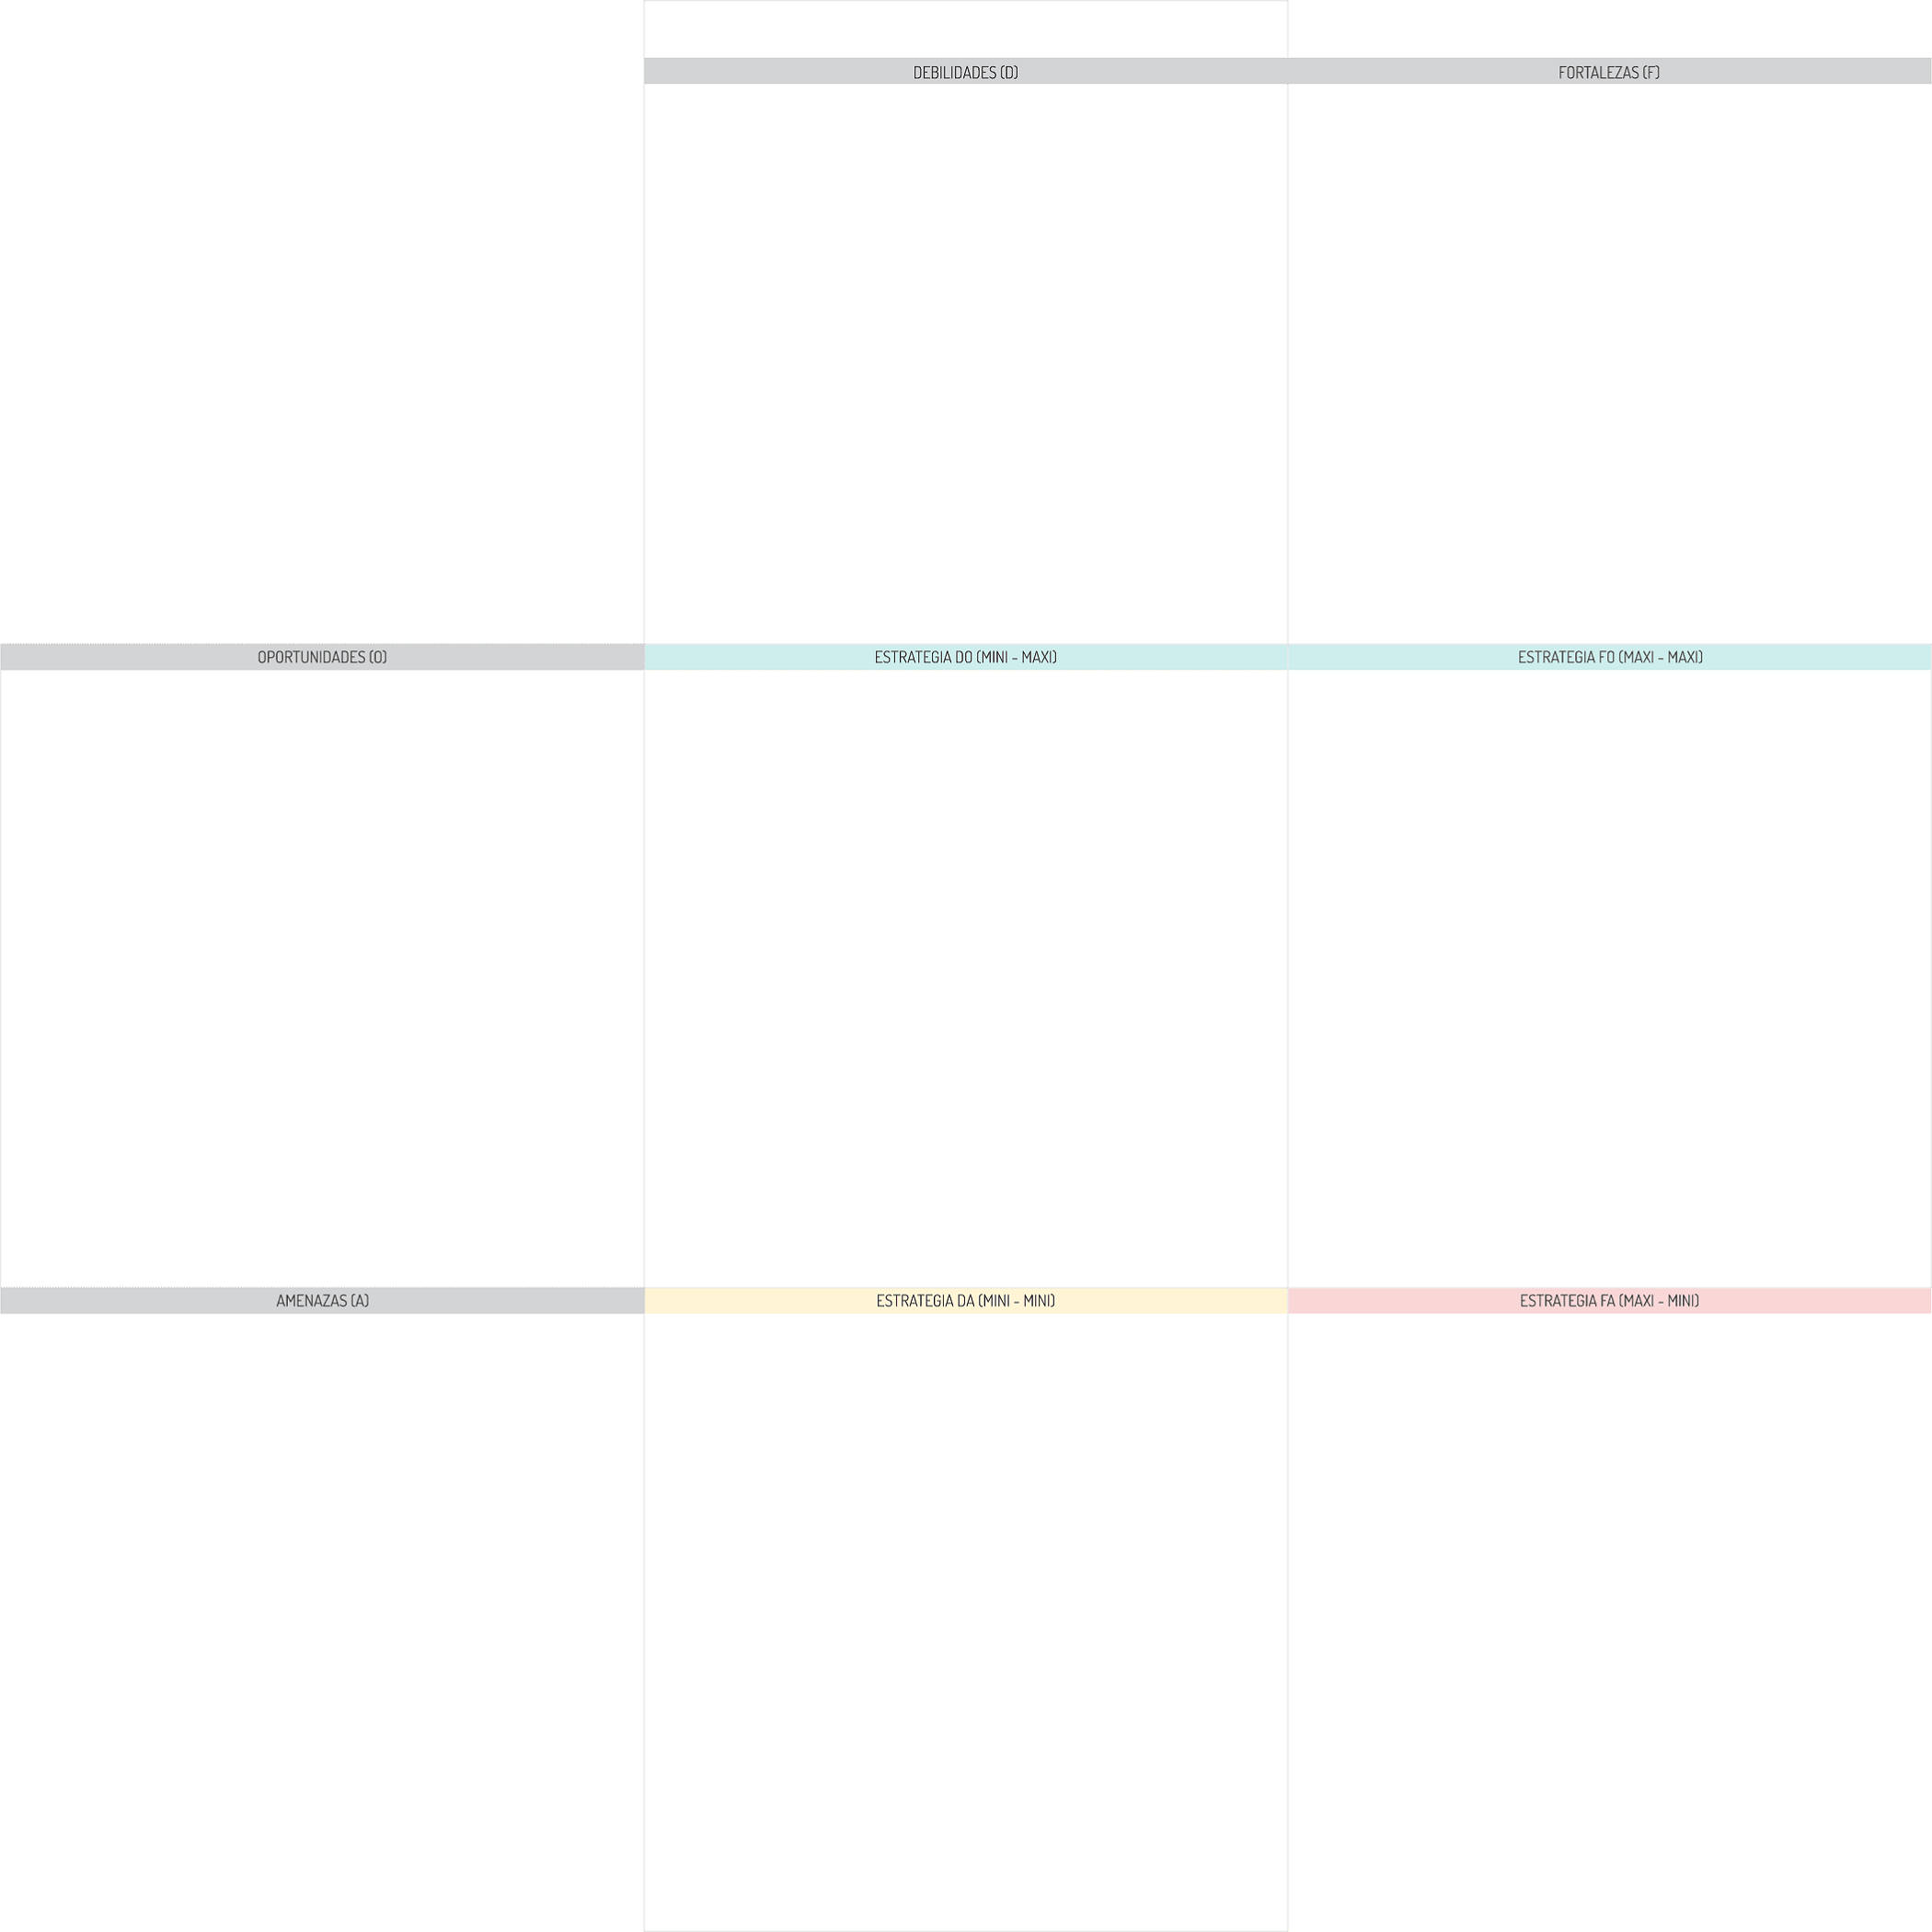 DEBILIDADES (D)
FORTALEZAS (F)
OPORTUNIDADES (O)
ESTRATEGIA DO (MINI - MAXI)
ESTRATEGIA FO (MAXI - MAXI)
AMENAZAS (A)
ESTRATEGIA DA (MINI - MINI)
ESTRATEGIA FA (MAXI - MINI)